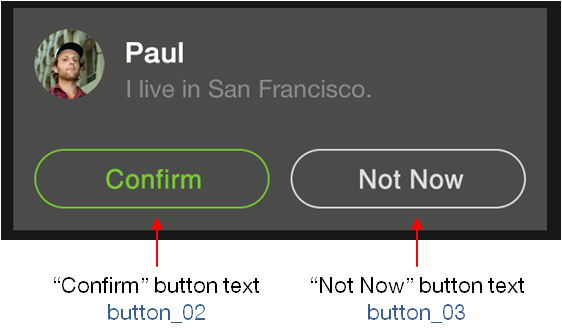 Paul
I live in San Francisco.
Confirm
Not Now
“Confirm” button text
button_02
“Not Now” button text
button_03